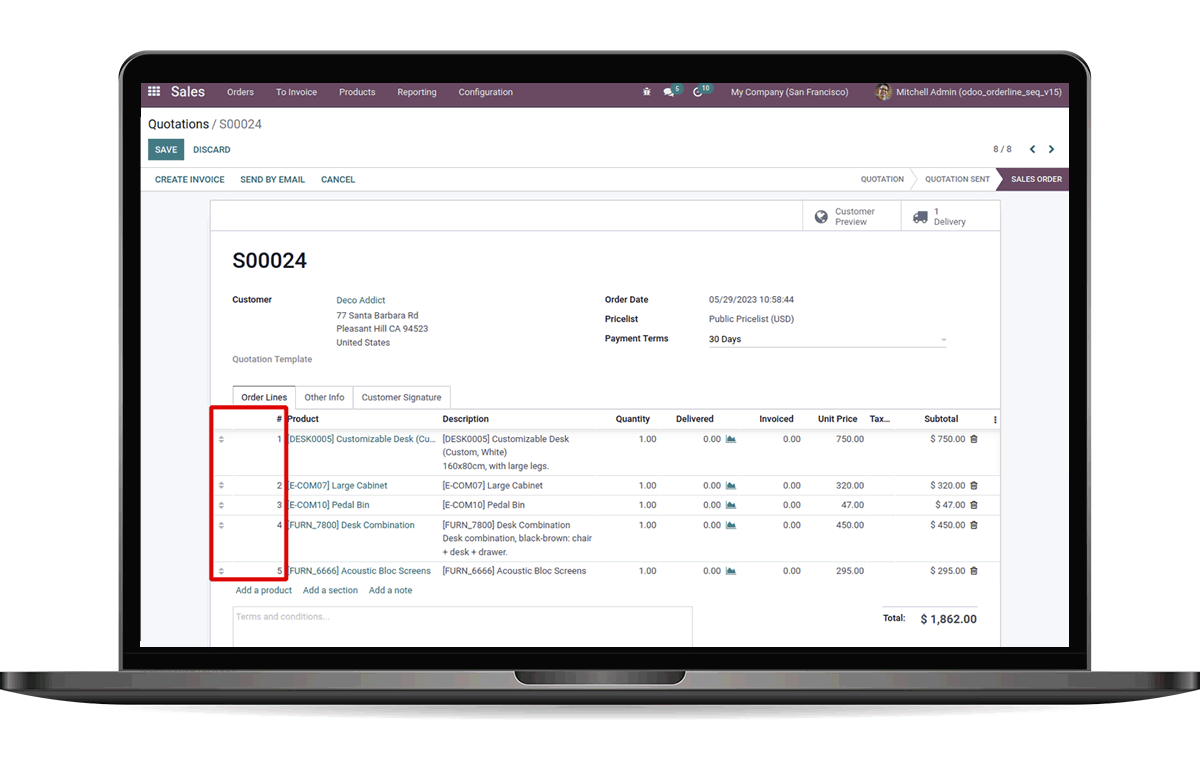 Sales Orders To Invoice Products Reporting Configuration 5 10 My Company (San Francisco) Mitchell Admin (odoo_orderline_seq_v15)
Quotations / S00024
SAVE DISCARD 8 / 8
CREATE INVOICE SEND BY EMAIL CANCEL QUOTATION QUOTATION SENT SALES ORDER
Customer 1
Preview Delivery
S00024
Customer Deco Addict Order Date 05/29/2023 10:58:44
77 Santa Barbara Rd Pricelist Public Pricelist (USD)
Pleasant Hill CA 94523
United States Payment Terms 30 Days
Quotation Template
Order Lines Other Info Customer Signature
# Product Description Quantity Delivered Invoiced Unit Price Tax... Subtotal
1 [DESK0005] Customizable Desk (Cu... [DESK0005] Customizable Desk 1.00 0.00 0.00 750.00 $ 750.00
(Custom, White)
160x80cm, with large legs.
2 [E-COM07] Large Cabinet [E-COM07] Large Cabinet 1.00 0.00 0.00 320.00 $ 320.00
3 [E-COM10] Pedal Bin [E-COM10] Pedal Bin 1.00 0.00 0.00 47.00 $ 47.00
4 [FURN_7800] Desk Combination [FURN_7800] Desk Combination 1.00 0.00 0.00 450.00 $ 450.00
Desk combination, black-brown: chair
+ desk + drawer.
5 [FURN_6666] Acoustic Bloc Screens [FURN_6666] Acoustic Bloc Screens 1.00 0.00 0.00 295.00 $ 295.00
Add a product Add a section Add a note
Terms and conditions... Total: $ 1,862.00